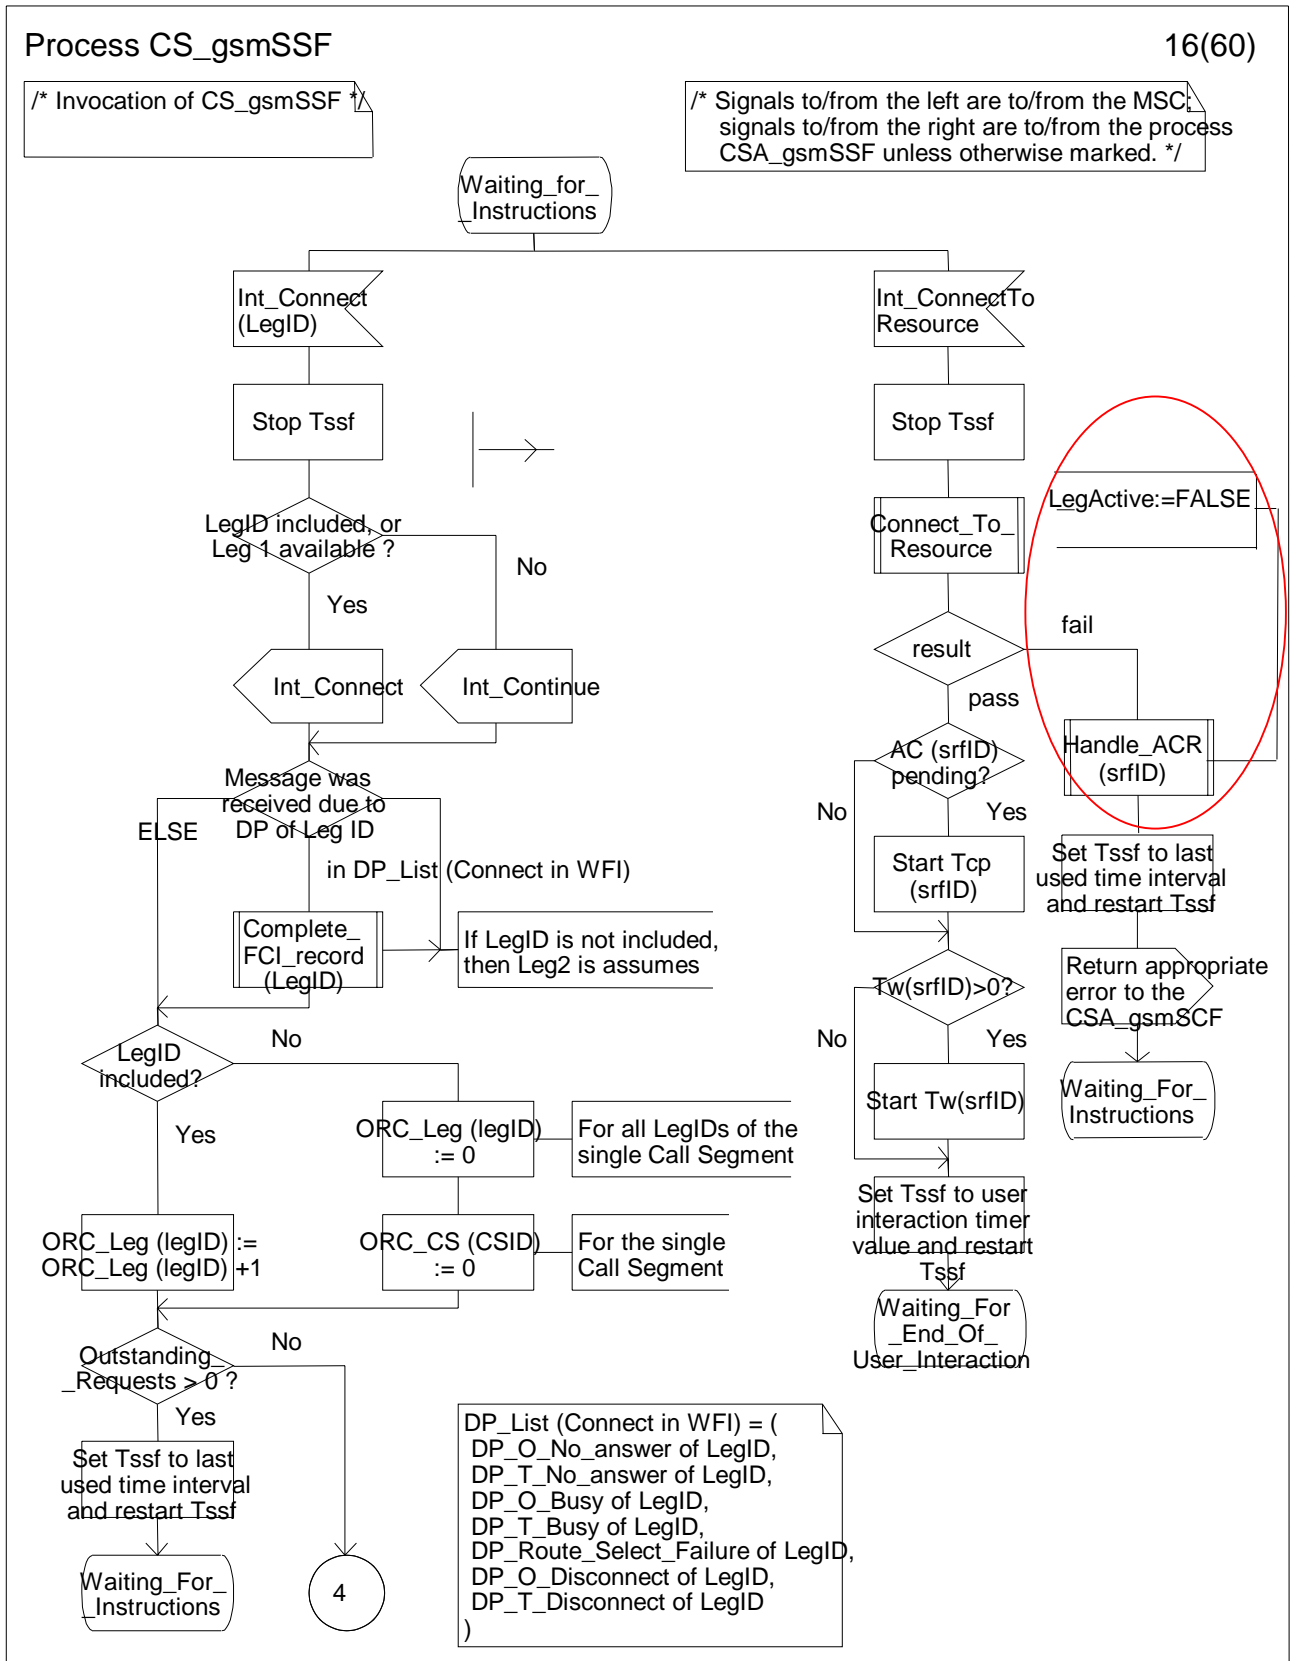 Process CS_gsmSSF
16(60)
/* Invocation of CS_gsmSSF */
/* Signals to/from the left are to/from the MSC;
signals to/from the right are to/from the process
CSA_gsmSSF unless otherwise marked. */
Waiting_for_
_Instructions
Int_Connect
(LegID)
Stop Tssf
LegID included, or
Leg 1 available ?
No
Yes
Int_Connect
Int_Continue
Message was
received due to
DP of Leg ID
ELSE
in DP_List (Connect in WFI)
Complete_
FCI_record
(LegID)
If LegID is not included,
then Leg2 is assumes
LegID
included?
No
Yes
ORC_Leg (legID)
:= 0
For all LegIDs of the
single Call Segment
ORC_Leg (legID) :=
ORC_Leg (legID) +1
ORC_CS (CSID)
:= 0
For the single
Call Segment
Outstanding_
_Requests > 0 ?
No
Yes
Set Tssf to last
used time interval
and restart Tssf
Waiting_For_
_Instructions
4
DP_List (Connect in WFI) = (
DP_O_No_answer of LegID,
DP_T_No_answer of LegID,
DP_O_Busy of LegID,
DP_T_Busy of LegID,
DP_Route_Select_Failure of LegID,
DP_O_Disconnect of LegID,
DP_T_Disconnect of LegID
)
Int_ConnectTo
Resource
Stop Tssf
Connect_To_
Resource
LegActive:=FALSE
result
fail
pass
Handle_ACR
(srfID)
AC (srfID)
pending?
No
Yes
Start Tcp
(srfID)
Set Tssf to last
used time interval
and restart Tssf
Tw(srfID)>0?
No
Yes
Return appropriate
error to the
CSA_gsmSCF
Start Tw(srfID)
Waiting_For_
_Instructions
Set Tssf to user
interaction timer
value and restart
Tssf
Waiting_For
_End_Of_
User_Interaction